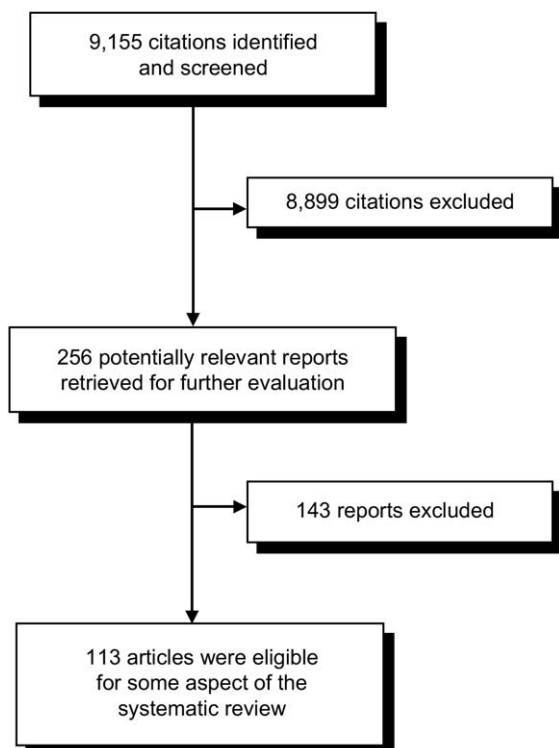 9,155 citations identified
and screened
8,899 citations excluded
256 potentially relevant reports
retrieved for further evaluation
143 reports excluded
113 articles were eligible
for some aspect of the
systematic review